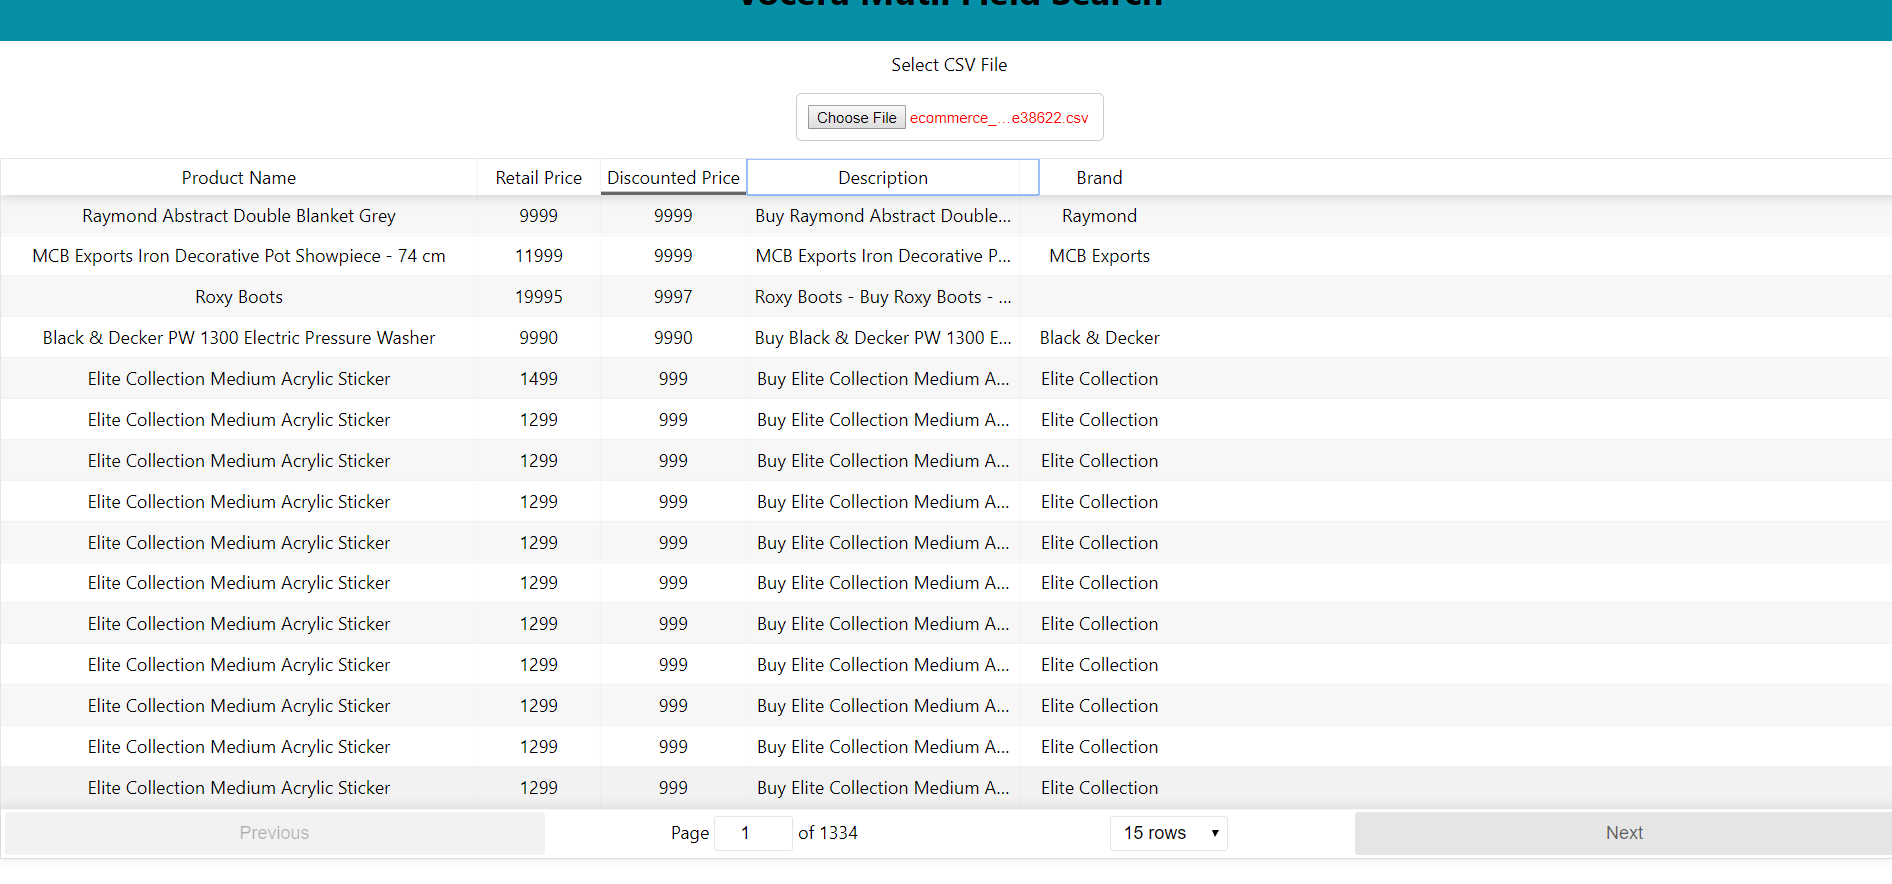 Vocera Mutli Field Search
Select CSV File
Choose File ecommerce_...e38622.csv
Product Name Retail Price Discounted Price Description Brand
Raymond Abstract Double Blanket Grey 9999 9999 Buy Raymond Abstract Double... Raymond
MCB Exports Iron Decorative Pot Showpiece - 74 cm 11999 9999 MCB Exports Iron Decorative P... MCB Exports
Roxy Boots 19995 9997 Roxy Boots - Buy Roxy Boots - ...
Black & Decker PW 1300 Electric Pressure Washer 9990 9990 Buy Black & Decker PW 1300 E... Black & Decker
Elite Collection Medium Acrylic Sticker 1499 999 Buy Elite Collection Medium A... Elite Collection
Elite Collection Medium Acrylic Sticker 1299 999 Buy Elite Collection Medium A... Elite Collection
Elite Collection Medium Acrylic Sticker 1299 999 Buy Elite Collection Medium A... Elite Collection
Elite Collection Medium Acrylic Sticker 1299 999 Buy Elite Collection Medium A... Elite Collection
Elite Collection Medium Acrylic Sticker 1299 999 Buy Elite Collection Medium A... Elite Collection
Elite Collection Medium Acrylic Sticker 1299 999 Buy Elite Collection Medium A... Elite Collection
Elite Collection Medium Acrylic Sticker 1299 999 Buy Elite Collection Medium A... Elite Collection
Elite Collection Medium Acrylic Sticker 1299 999 Buy Elite Collection Medium A... Elite Collection
Elite Collection Medium Acrylic Sticker 1299 999 Buy Elite Collection Medium A... Elite Collection
Elite Collection Medium Acrylic Sticker 1299 999 Buy Elite Collection Medium A... Elite Collection
Elite Collection Medium Acrylic Sticker 1299 999 Buy Elite Collection Medium A... Elite Collection
Previous Page 1 of 1334 15 rows Next